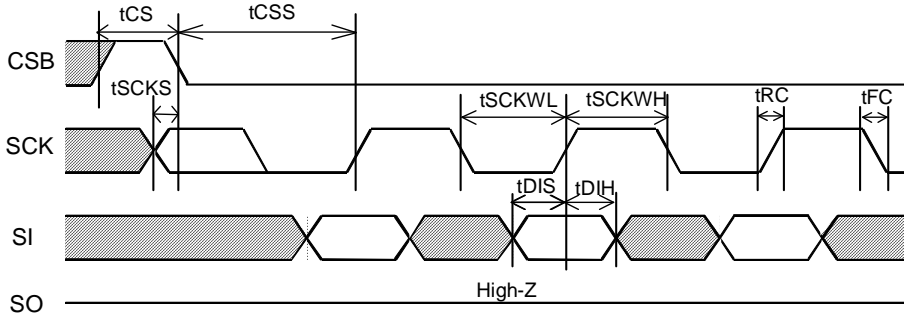 tCS
tCSS
CSB
tSCKS
tSCKWL
tSCKWH
tRC
tFC
SCK
tDIS
tDIH
SI
High-Z
SO